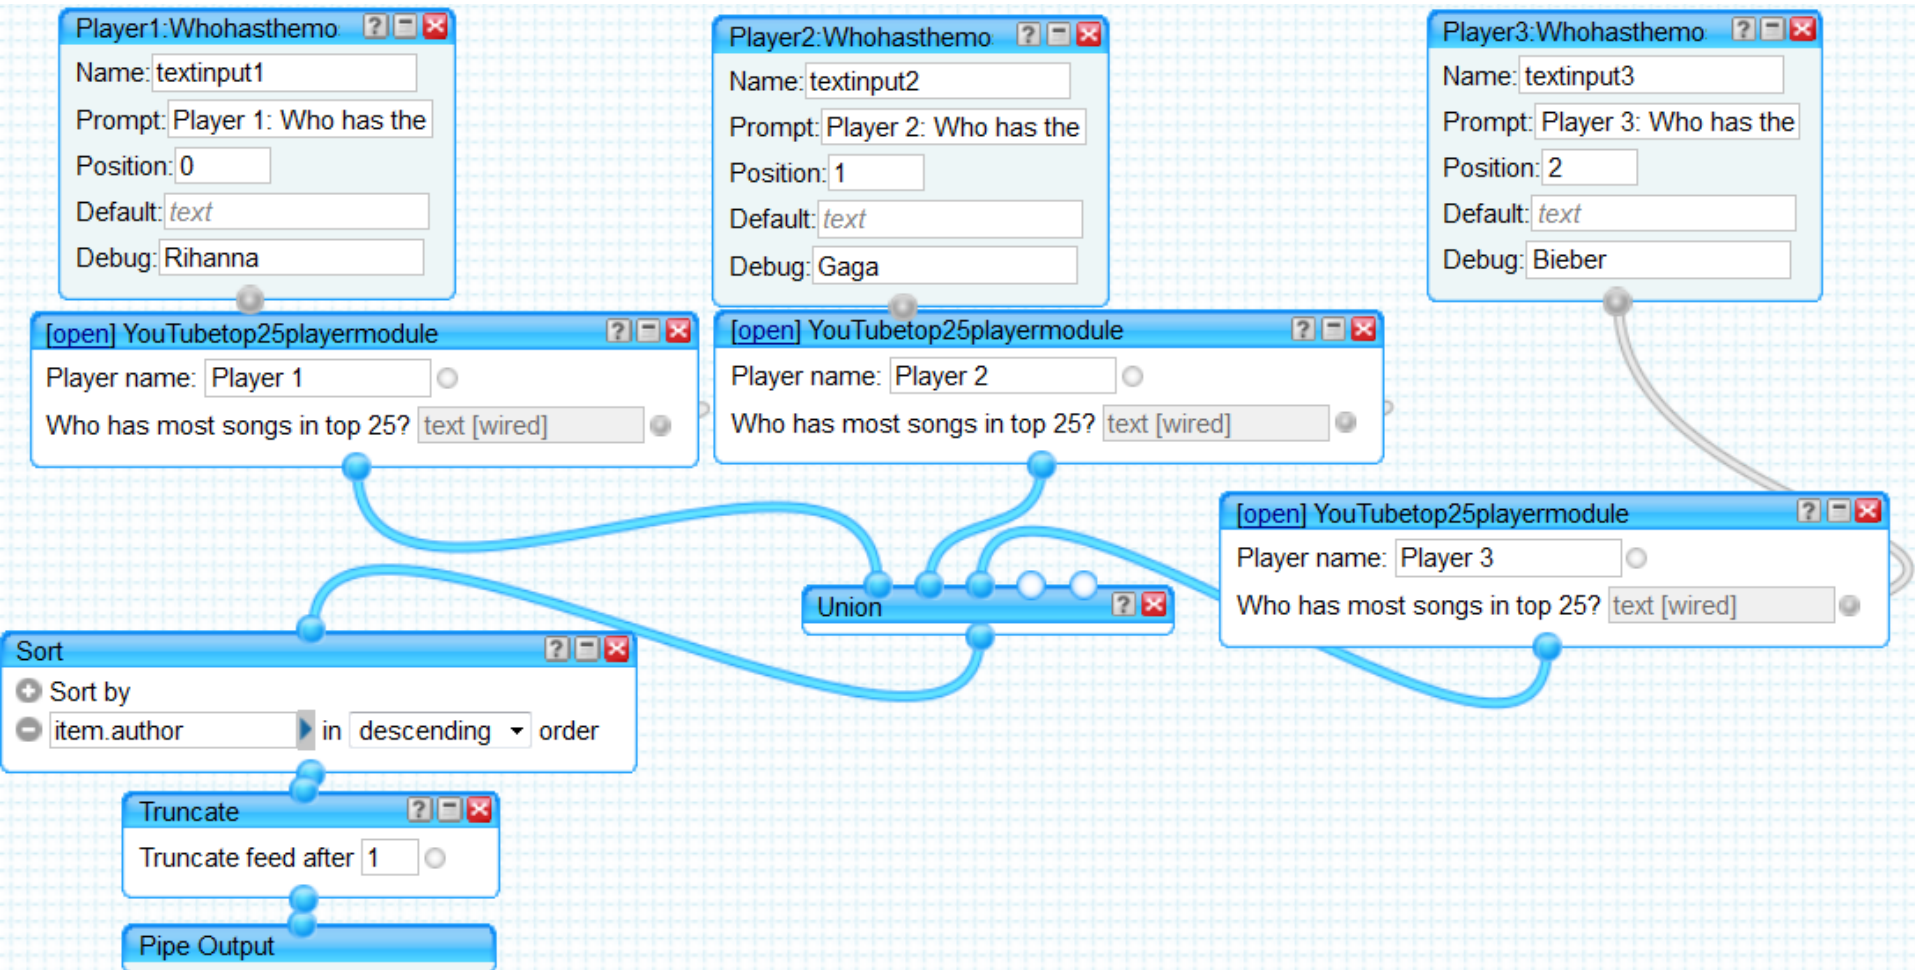 Player1:Whohasthemo
Name: textinput1
Prompt: Player 1: Who has the
Position: 0
Default: text
Debug: Rihanna
Player2:Whohasthemo
Name: textinput2
Prompt: Player 2: Who has the
Position: 1
Default: text
Debug: Gaga
Player3:Whohasthemo
Name: textinput3
Prompt: Player 3: Who has the
Position: 2
Default: text
Debug: Bieber
[open] YouTubetop25playermodule
Player name: Player 1
Who has most songs in top 25? text [wired]
[open] YouTubetop25playermodule
Player name: Player 2
Who has most songs in top 25? text [wired]
[open] YouTubetop25playermodule
Player name: Player 3
Who has most songs in top 25? text [wired]
Union
Sort
Sort by
item.author in descending order
Truncate
Truncate feed after 1
Pipe Output